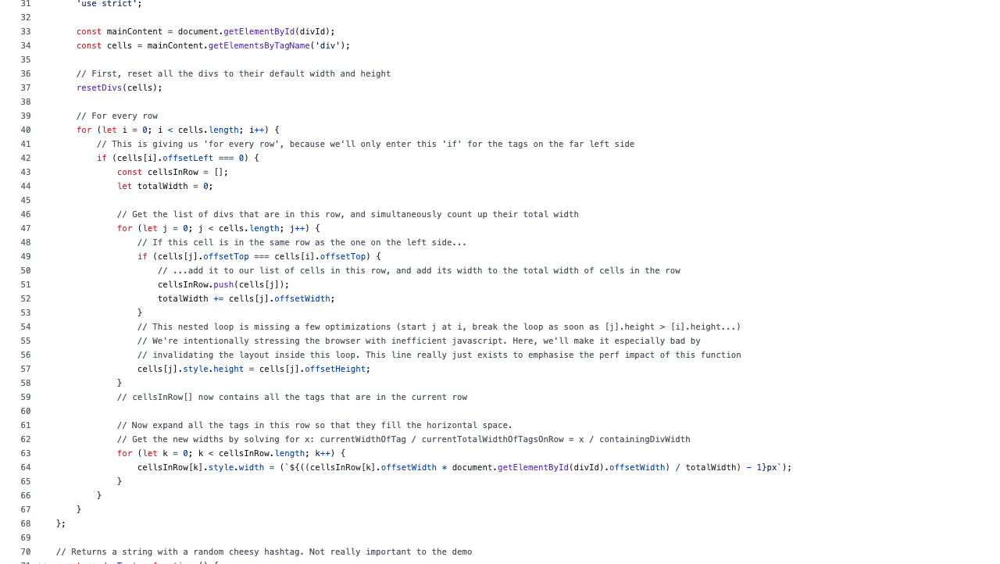 31 'use strict';
32
33 const mainContent = document.getElementById(divId);
34 const cells = mainContent.getElementsByTagName('div');
35
36 // First, reset all the divs to their default width and height
37 resetDivs(cells);
38
39 // For every row
40 for (let i = 0; i < cells.length; i++) {
41 // This is giving us 'for every row', because we'll only enter this 'if' for the tags on the far left side
42 if (cells[i].offsetLeft === 0) {
43 const cellsInRow = [];
44 let totalWidth = 0;
45
46 // Get the list of divs that are in this row, and simultaneously count up their total width
47 for (let j = 0; j < cells.length; j++) {
48 // If this cell is in the same row as the one on the left side...
49 if (cells[j].offsetTop === cells[i].offsetTop) {
50 // ...add it to our list of cells in this row, and add its width to the total width of cells in the row
51 cellsInRow.push(cells[j]);
52 totalWidth += cells[j].offsetWidth;
53 }
54 // This nested loop is missing a few optimizations (start j at i, break the loop as soon as [j].height > [i].height...)
55 // We're intentionally stressing the browser with inefficient javascript. Here, we'll make it especially bad by
56 // invalidating the layout inside this loop. This line really just exists to emphasise the perf impact of this function
57 cells[j].style.height = cells[j].offsetHeight;
58 }
59 // cellsInRow[] now contains all the tags that are in the current row
60
61 // Now expand all the tags in this row so that they fill the horizontal space.
62 // Get the new widths by solving for x: currentWidthOfTag / currentTotalWidthOfTagsOnRow = x / containingDivWidth
63 for (let k = 0; k < cellsInRow.length; k++) {
64 cellsInRow[k].style.width = (`${((cellsInRow[k].offsetWidth * document.getElementById(divId).offsetWidth) / totalWidth) - 1}px`);
65 }
66 }
67 }
68 };
69
70 // Returns a string with a random cheesy hashtag. Not really important to the demo